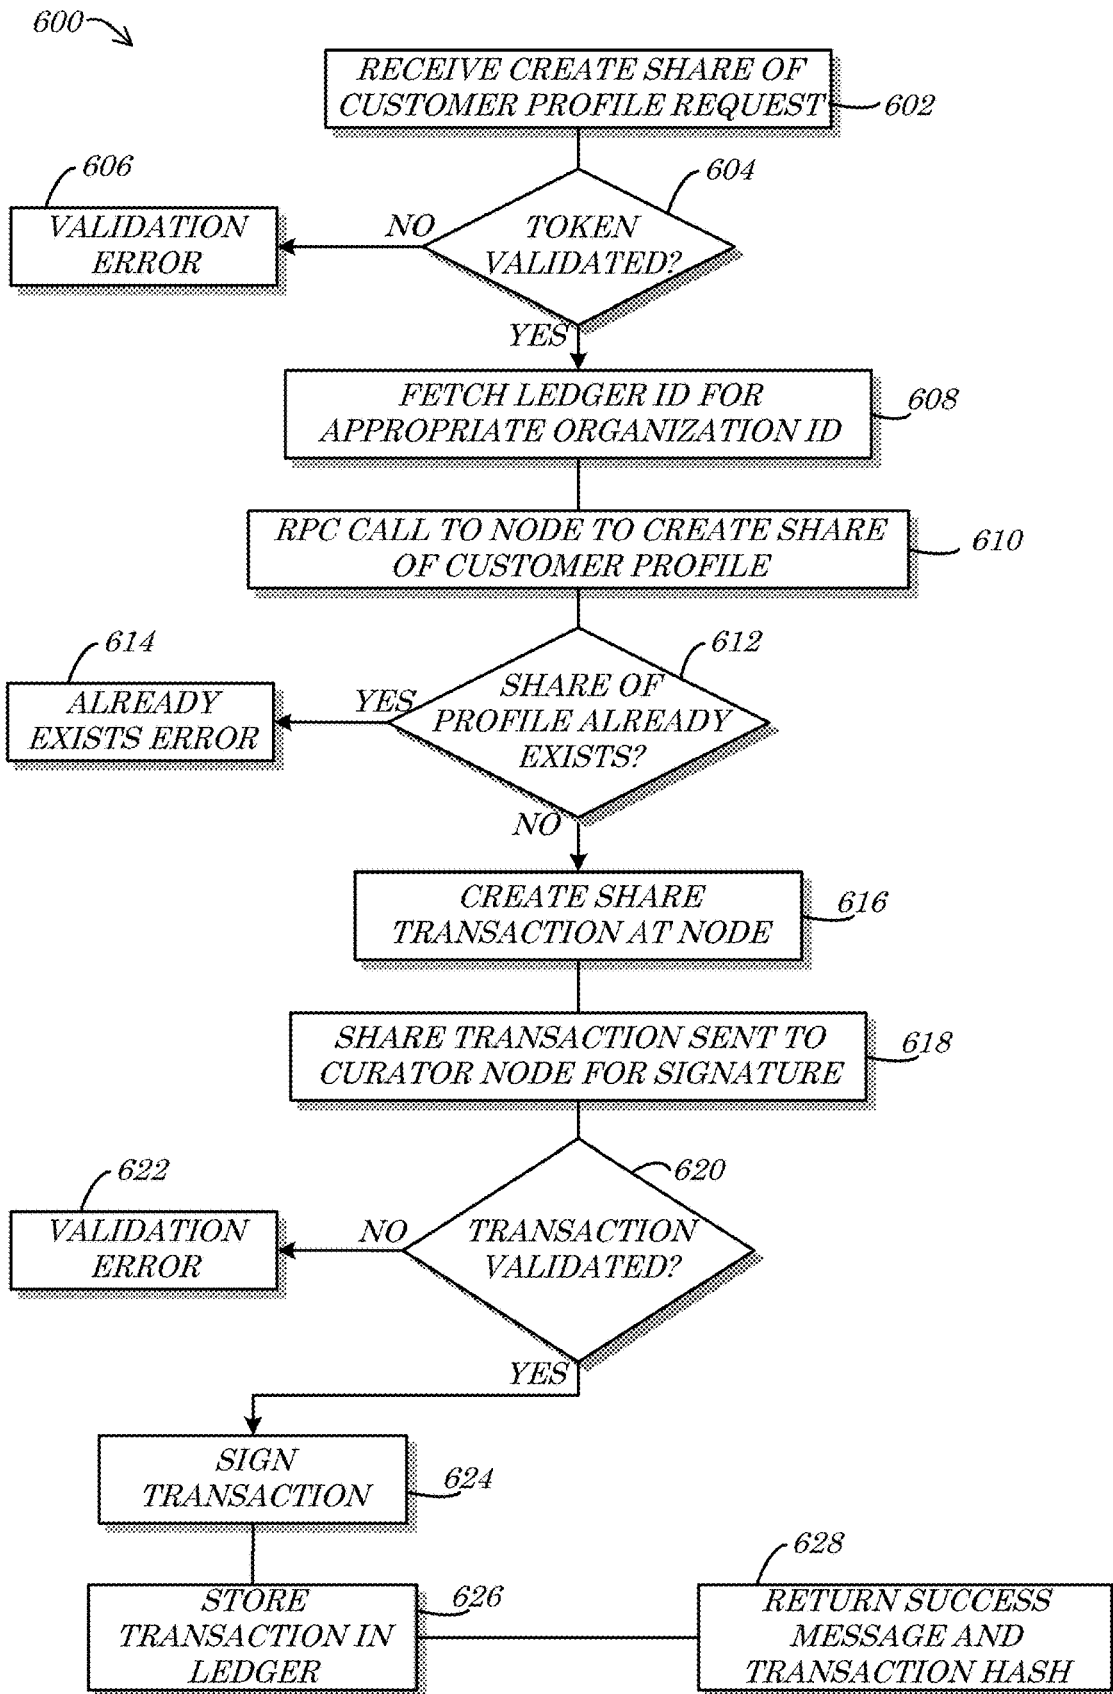 600
RECEIVE CREATE SHARE OF
CUSTOMER PROFILE REQUEST
602
606
604
VALIDATION
ERROR
NO
TOKEN
VALIDATED?
YES
FETCH LEDGER ID FOR
APPROPRIATE ORGANIZATION ID
608
RPC CALL TO NODE TO CREATE SHARE
OF CUSTOMER PROFILE
610
614
612
ALREADY
EXISTS ERROR
YES
SHARE OF
PROFILE ALREADY
EXISTS?
NO
CREATE SHARE
TRANSACTION AT NODE
616
SHARE TRANSACTION SENT TO
CURATOR NODE FOR SIGNATURE
618
622
620
VALIDATION
ERROR
NO
TRANSACTION
VALIDATED?
YES
SIGN
TRANSACTION
624
STORE
TRANSACTION IN
LEDGER
626
628
RETURN SUCCESS
MESSAGE AND
TRANSACTION HASH